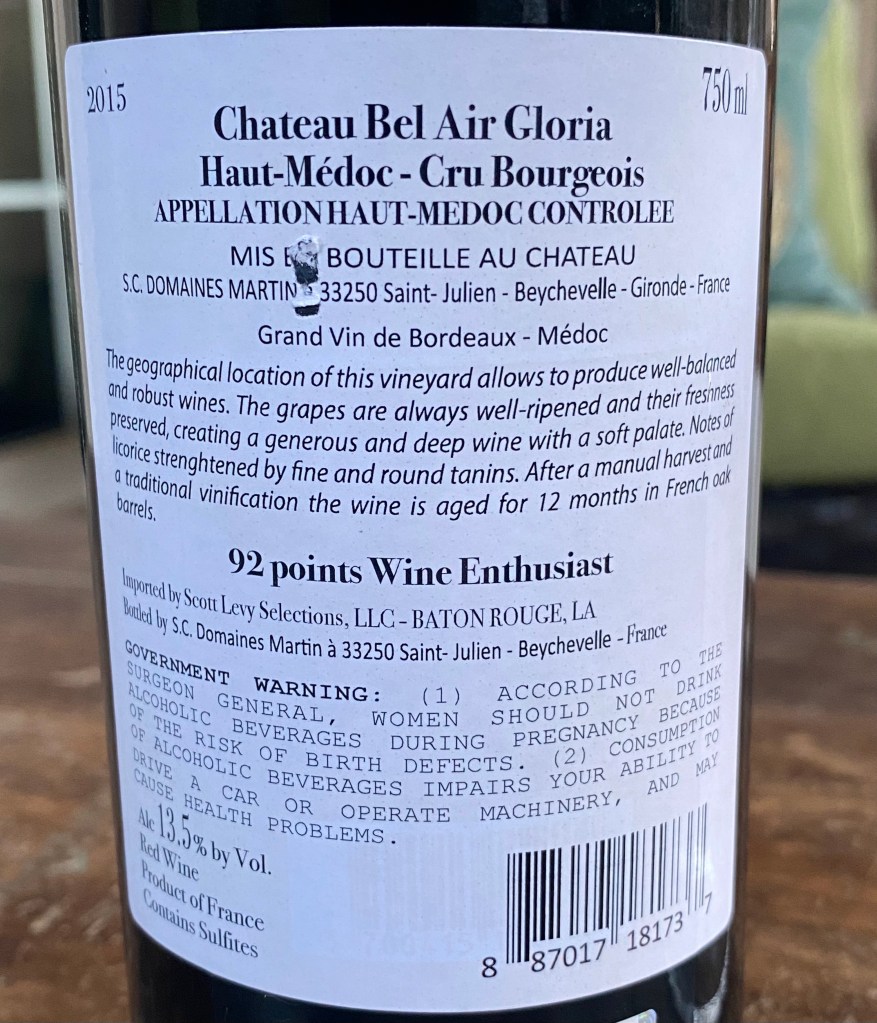 2015
750 ml
Chateau Bel Air Gloria
Haut-Médoc - Cru Bourgeois
APPELLATION HAUT-MEDOC CONTROLEE
MIS BOUTEILLE AU CHATEAU
S.C. DOMAINES MARTIN 33250 Saint- Julien - Beychevelle - Gironde - France
Grand Vin de Bordeaux - Médoc
The geographical location of this vineyard allows to produce well-balanced
and robust wines. The grapes are always well-ripened and their freshness
preserved, creating a generous and deep wine with a soft palate. Notes of
licorice strenghtened by fine and round tanins. After a manual harvest and
a traditional vinification the wine is aged for 12 months in French oak
barrels.
92 points Wine Enthusiast
Imported by Scott Levy Selections, LLC - BATON ROUGE, LA
Bottled by S.C. Domaines Martin à 33250 Saint- Julien - Beychevelle - France
GOVERNMENT WARNING: (1) ACCORDING TO THE
SURGEON GENERAL, WOMEN SHOULD NOT DRINK
ALCOHOLIC BEVERAGES DURING PREGNANCY BECAUSE
OF THE RISK OF BIRTH DEFECTS. (2) CONSUMPTION
OF ALCOHOLIC BEVERAGES IMPAIRS YOUR ABILITY TO
DRIVE A CAR OR OPERATE MACHINERY, AND MAY
CAUSE HEALTH PROBLEMS.
Alc 13.5% by Vol.
Red Wine
Product of France
Contains Sulfites
8 87017 18173 7